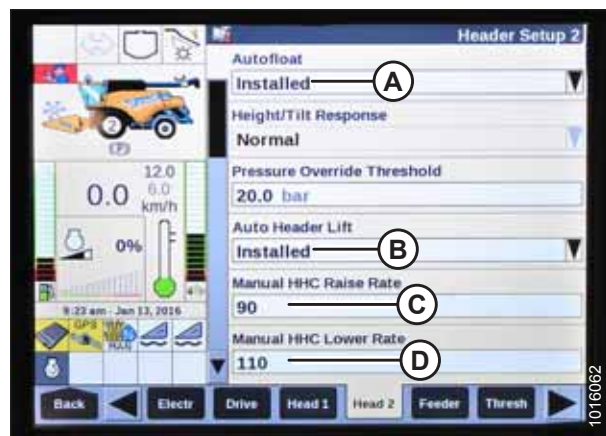 Header Setup 2
Autofloat
Installed
A
Height/Tilt Response
Normal
Pressure Override Threshold
20.0 bar
Auto Header Lift
Installed
B
Manual HHC Raise Rate
90
C
Manual HHC Lower Rate
110
D
2
(P)
12.0
6.0
0.0 km/h
0%
9:23 am - Jan 13, 2016
GPS
Back
Electr
Drive
Head 1
Head 2
Feeder
Thresh
1016062